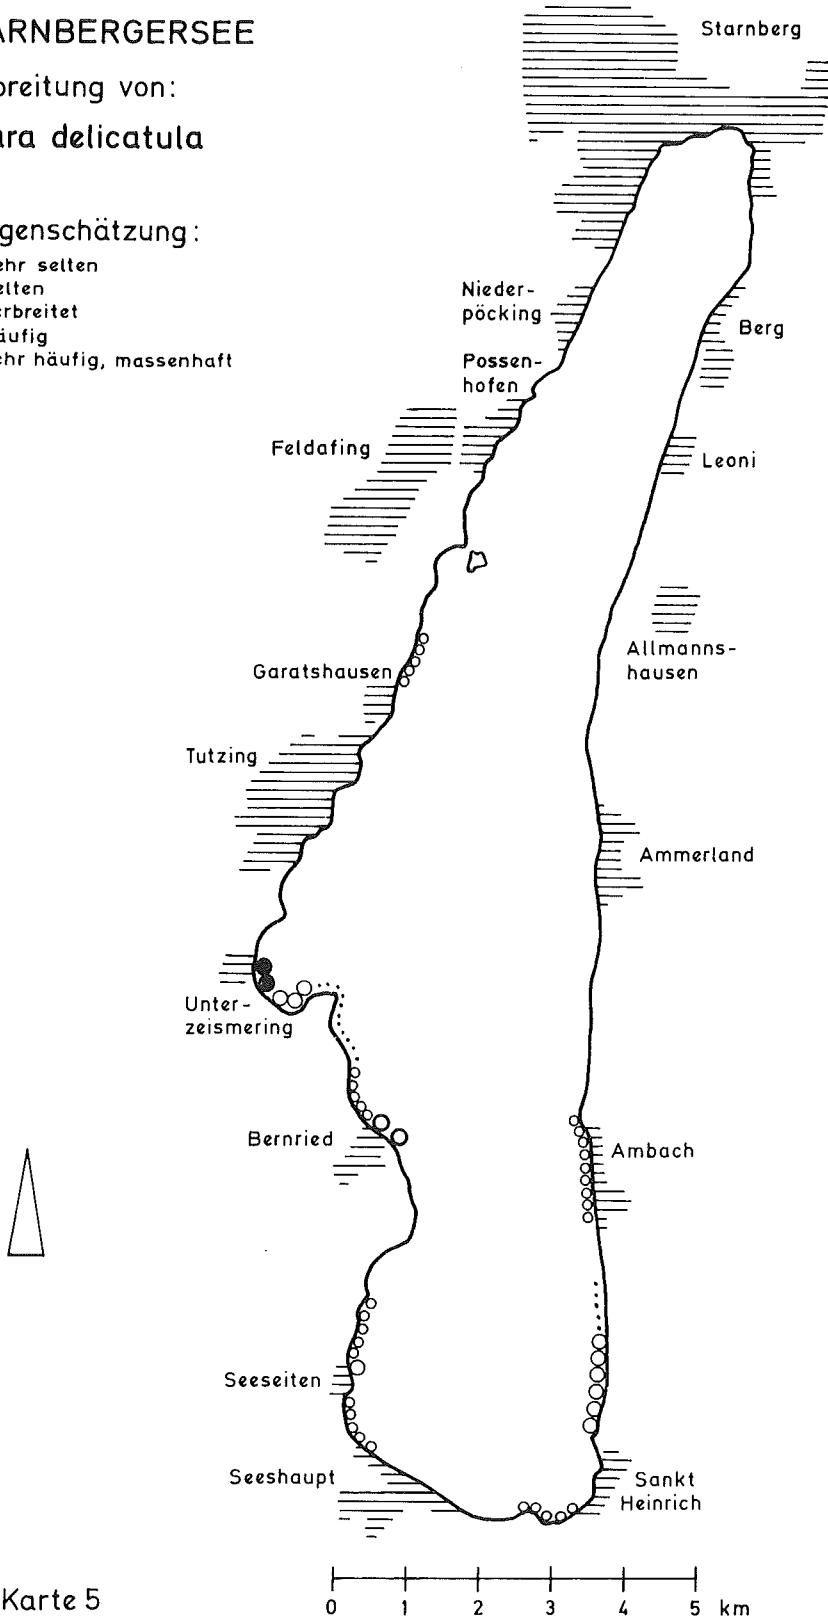 ARNBERGERSEE
breitung von:
ara delicatula
genschätzung:
ehr selten
elten
erbreitet
äufig
ehr häufig, massenhaft
Starnberg
Nieder-
pöcking
Berg
Possen-
hofen
Feldafing
Leoni
Allmanns-
hausen
Garatshausen
Tutzing
Ammerland
Unter-
zeismering
Bernried
Ambach
Seeseiten
Seeshaupt
Sankt
Heinrich
Karte 5
0 1 2 3 4 5 km